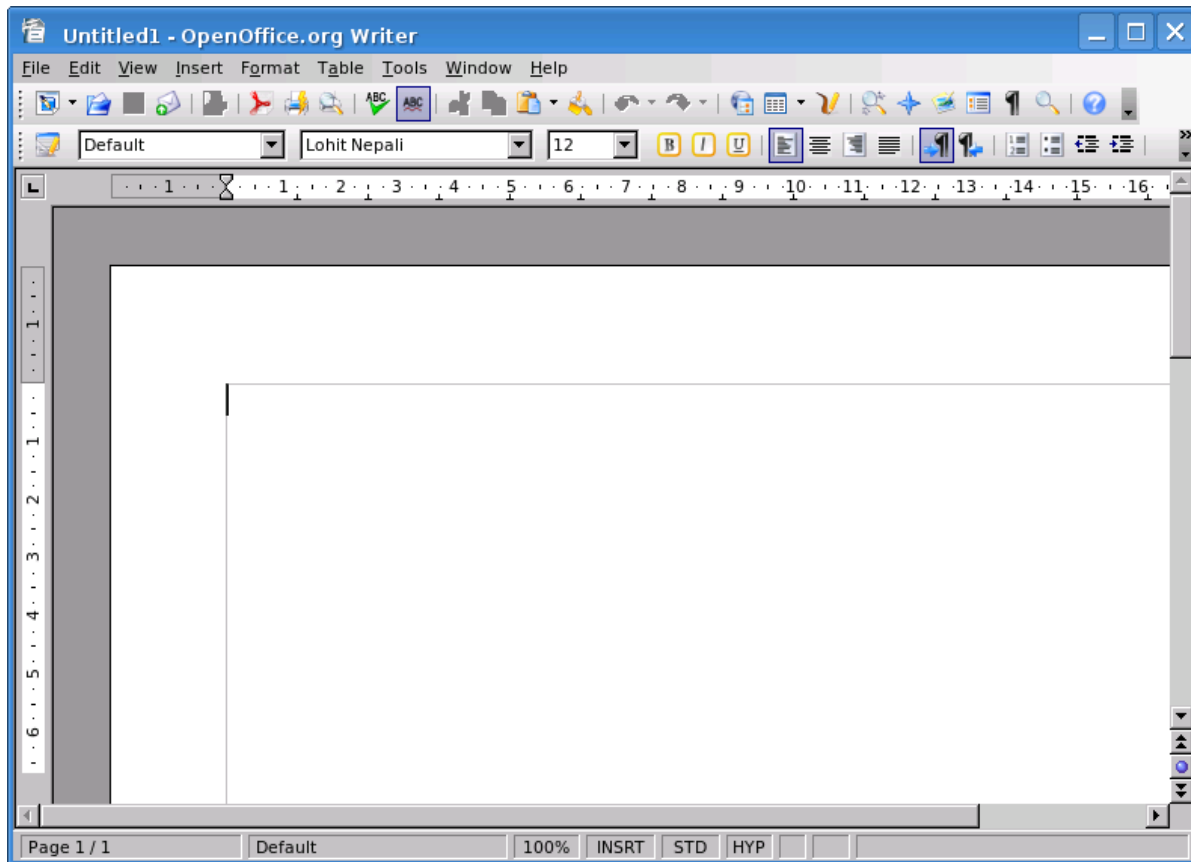 Untitled1 - OpenOffice.org Writer
File Edit View Insert Format Table Tools Window Help
ABC ABC
Default Lohit Nepali 12 B I U
1 1 2 3 4 5 6 7 8 9 10 11 12 13 14 15 16
1
1
2
3
4
5
6
Page 1 / 1 Default 100% INSRT STD HYP